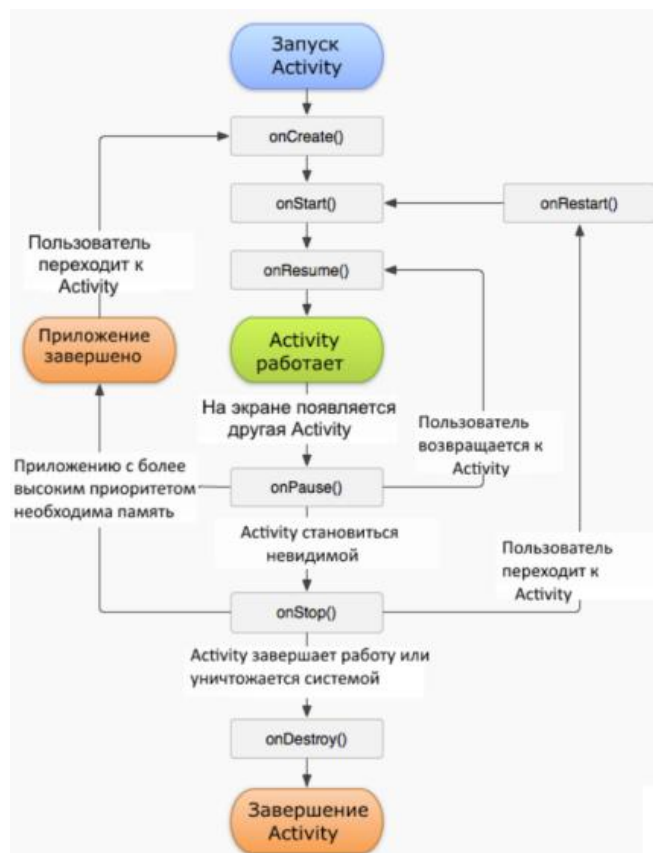 Запуск
Activity
onCreate()
onStart()
onRestart()
Пользователь
переходит к
Activity
onResume()
Приложение
завершено
Activity
работает
На экране появляется
другая Activity
Пользователь
возвращается к
Activity
Приложению с более
высоким приоритетом
необходима память
onPause()
Activity становиться
невидимой
Пользователь
переходит к
Activity
onStop()
Activity завершает работу или
уничтожается системой
onDestroy()
Завершение
Activity